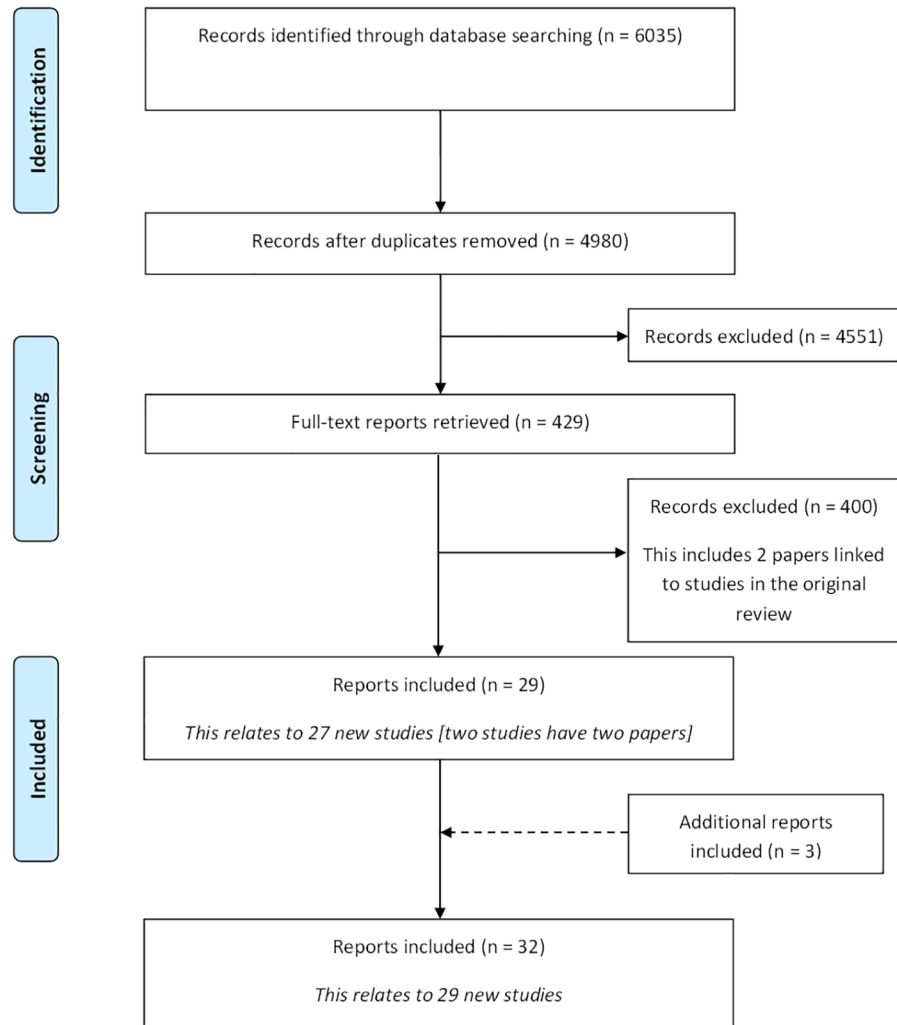 Identification
Records identified through database searching (n = 6035)
Records after duplicates removed (n = 4980)
Screening
Records excluded (n = 4551)
Full-text reports retrieved (n = 429)
Records excluded (n = 400)
This includes 2 papers linked
to studies in the original
review
Included
Reports included (n = 29)
This relates to 27 new studies [two studies have two papers]
Additional reports
included (n = 3)
Reports included (n = 32)
This relates to 29 new studies